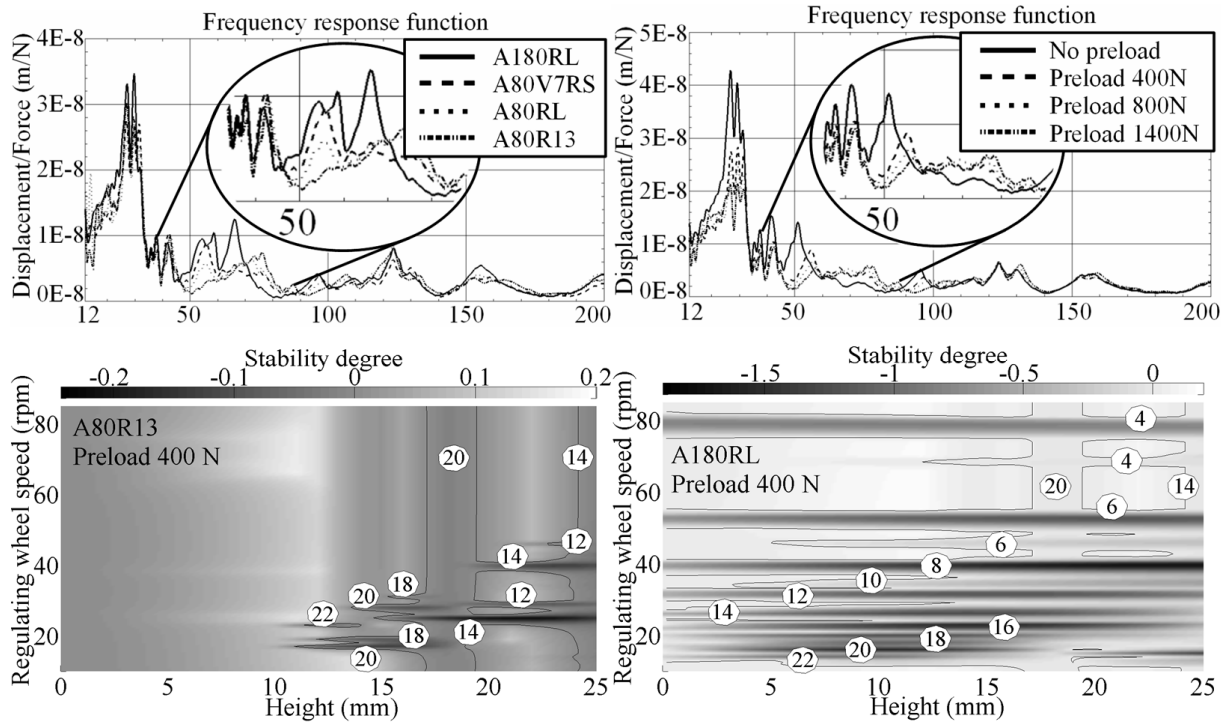 Frequency response function
Displacement/Force (m/N)
4E-8
3E-8
2E-8
1E-8
0E-8
A180RL
A80V7RS
A80RL
A80R13
50
12 50 100 150 200
Frequency response function
Displacement/Force (m/N)
5E-8
4E-8
3E-8
2E-8
1E-8
0E-8
No preload
Preload 400N
Preload 800N
Preload 1400N
50
12 50 100 150 200
Stability degree
-0.2 -0.1 0 0.1 0.2
Regulating wheel speed (rpm)
80
60
40
20
A80R13
Preload 400 N
20 14
12
14
18
20 12
22
18 14
20
0 5 10 15 20 25
Height (mm)
Stability degree
-1.5 -1 -0.5 0
Regulating wheel speed (rpm)
80
60
40
20
A180RL
Preload 400 N
4
4
20 14
6
6
8
10
12
14
16
18
20
22
0 5 10 15 20 25
Height (mm)